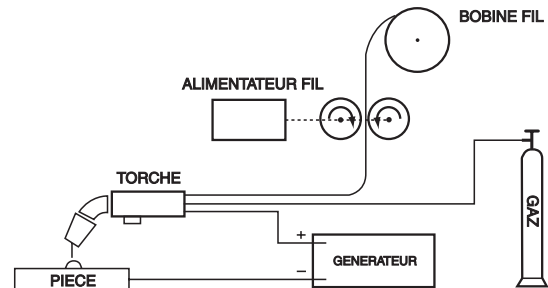 BOBINE FIL
ALIMENTATEUR FIL
TORCHE
GAZ
+
GENERATEUR
–
PIECE